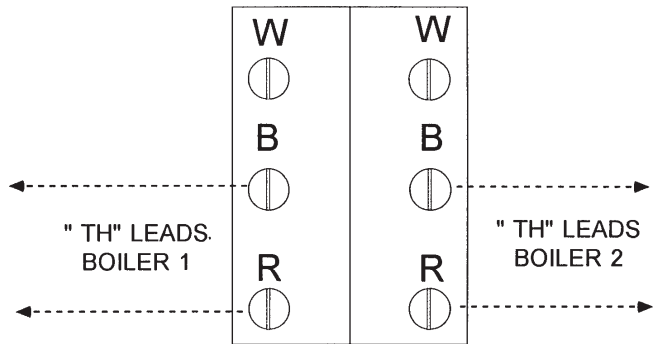 W W
B B
" TH" LEADS.
BOILER 1
" TH" LEADS
BOILER 2
R R